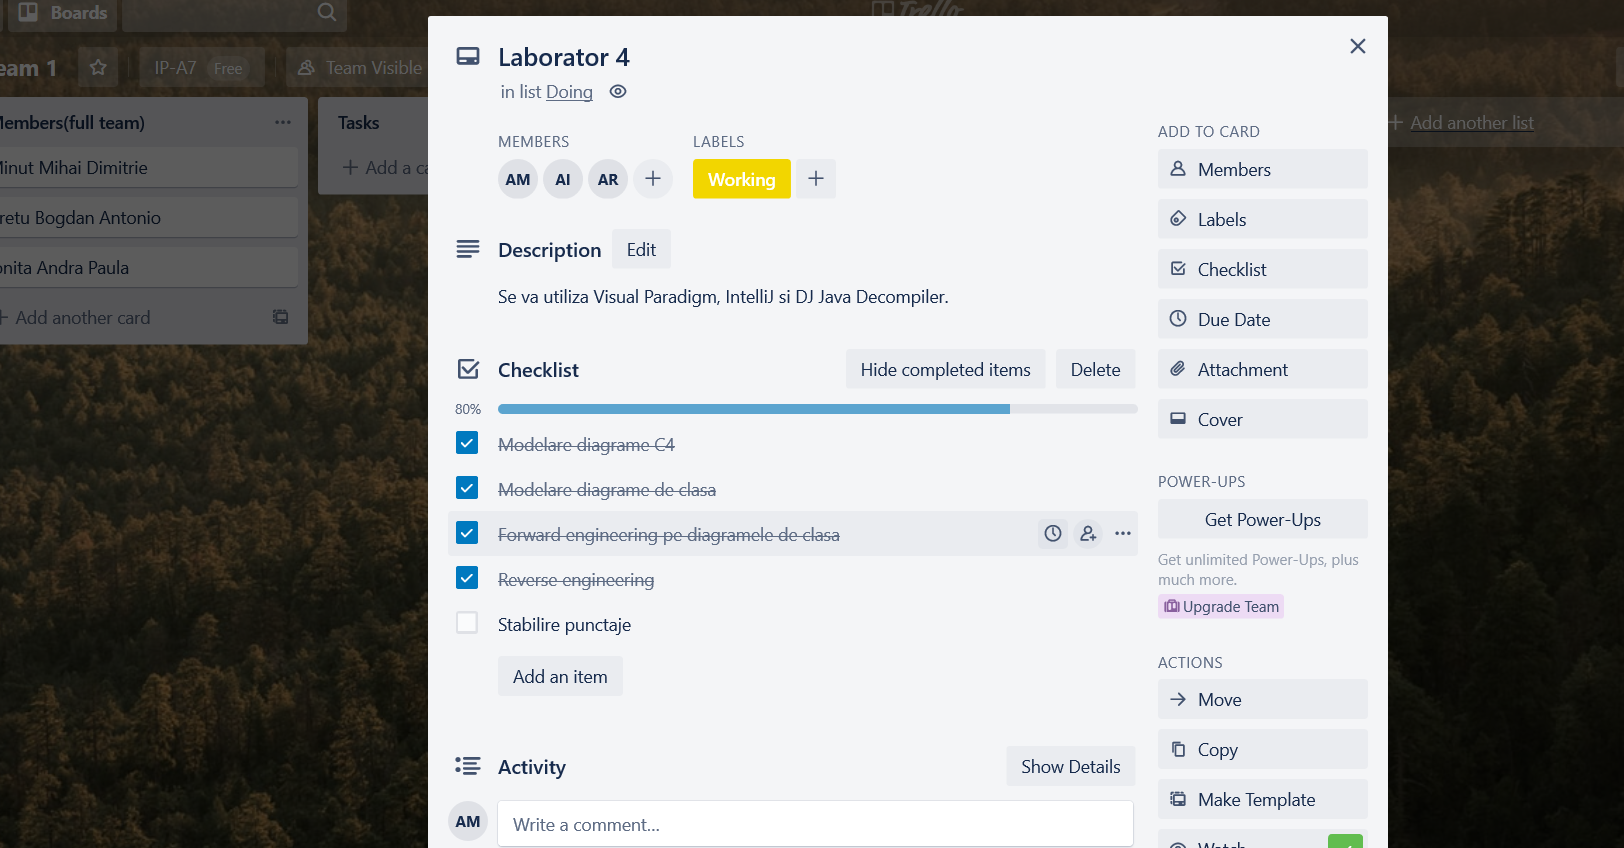 Boards
Trello
eam 1
IP-A7 Free
Team Visible
Members(full team)
Minut Mihai Dimitrie
retu Bogdan Antonio
onita Andra Paula
+ Add another card
Tasks
+ Add a ca
+ Add another list
Laborator 4
in list Doing
MEMBERS
AM AI AR +
LABELS
Working +
Description Edit
Se va utiliza Visual Paradigm, IntelliJ si DJ Java Decompiler.
Checklist Hide completed items Delete
80%
Modelare diagrame C4
Modelare diagrame de clasa
Forward engineering pe diagramele de clasa
Reverse engineering
Stabilire punctaje
Add an item
Activity Show Details
AM Write a comment...
ADD TO CARD
Members
Labels
Checklist
Due Date
Attachment
Cover
POWER-UPS
Get Power-Ups
Get unlimited Power-Ups, plus
much more.
Upgrade Team
ACTIONS
Move
Copy
Make Template
Watch